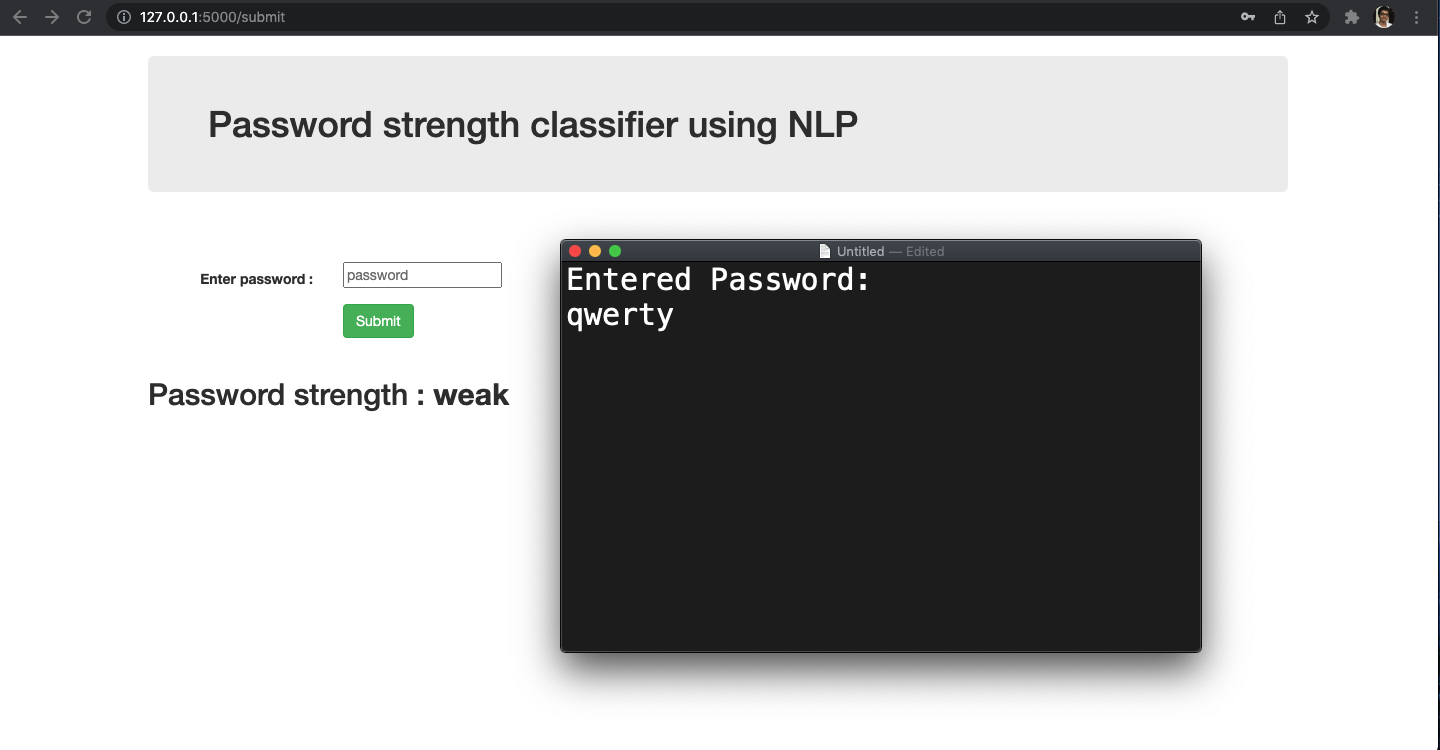 127.0.0.1:5000/submit
Password strength classifier using NLP
Enter password :
password
Submit
Password strength : weak
Untitled — Edited
Entered Password:
qwerty